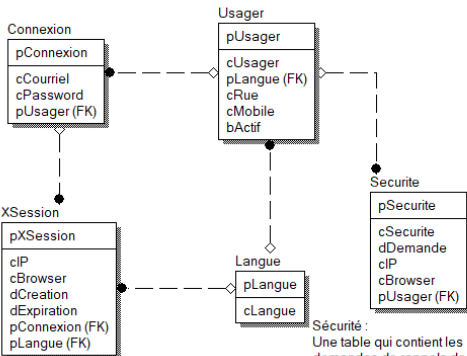 Connexion
pConnexion
cCourriel
cPassword
pUsager (FK)
Usager
pUsager
cUsager
pLangue (FK)
cRue
cMobile
bActif
XSession
pXSession
cIP
cBrowser
dCreation
dExpiration
pConnexion (FK)
pLangue (FK)
Langue
pLangue
cLangue
Securite
pSecurite
cSecurite
dDemande
cIP
cBrowser
pUsager (FK)
Sécurité :
Une table qui contient les